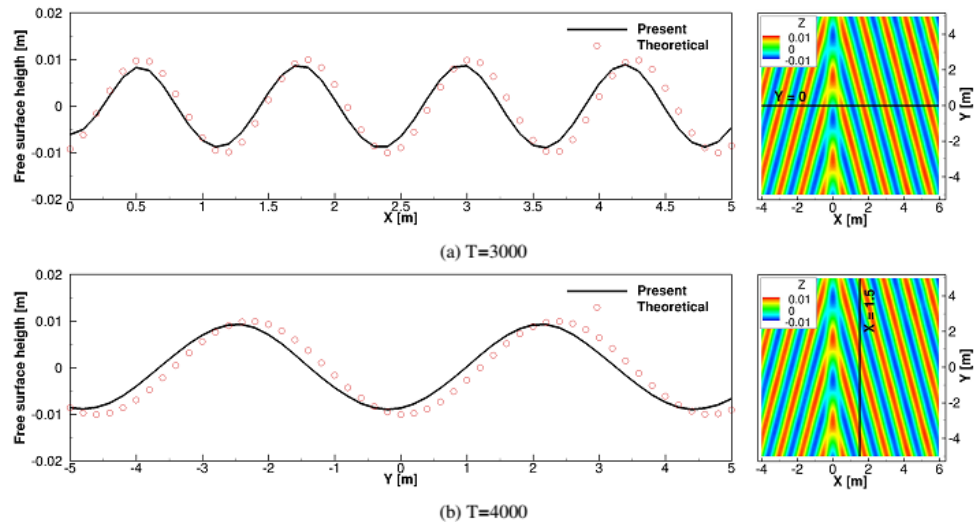 0.02
0.01
0
-0.01
-0.02
Free surface heigth [m]
Present
Theoretical
0 0.5 1 1.5 2 2.5 3 3.5 4 4.5 5
X [m]
Z
0.01
0
-0.01
Y = 0
4
2
0
-2
-4
Y [m]
-4 -2 0 2 4 6
X [m]
(a) T=3000
0.02
0.01
0
-0.01
-0.02
Free surface heigth [m]
Present
Theoretical
-5 -4 -3 -2 -1 0 1 2 3 4 5
Y [m]
Z
0.01
0
-0.01
X = 1.5
4
2
0
-2
-4
Y [m]
-4 -2 0 2 4 6
X [m]
(b) T=4000